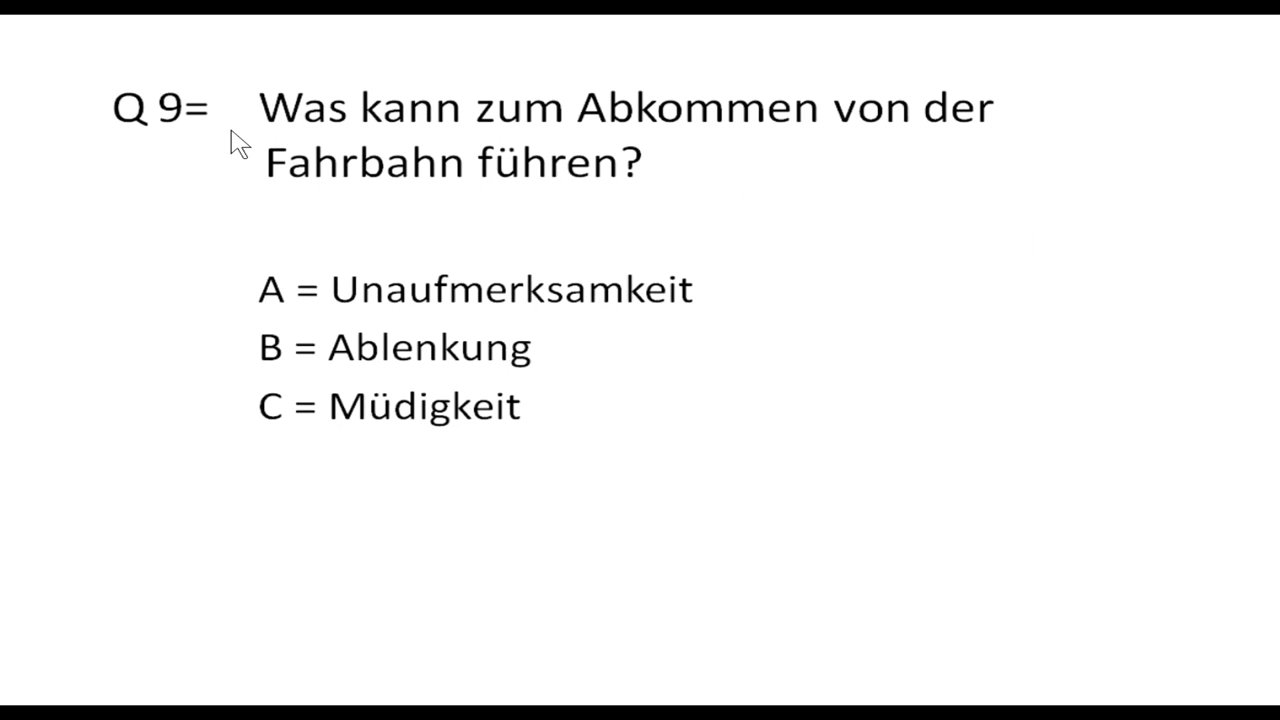 Q 9= Was kann zum Abkommen von der
Fahrbahn führen?
A = Unaufmerksamkeit
B = Ablenkung
C = Müdigkeit